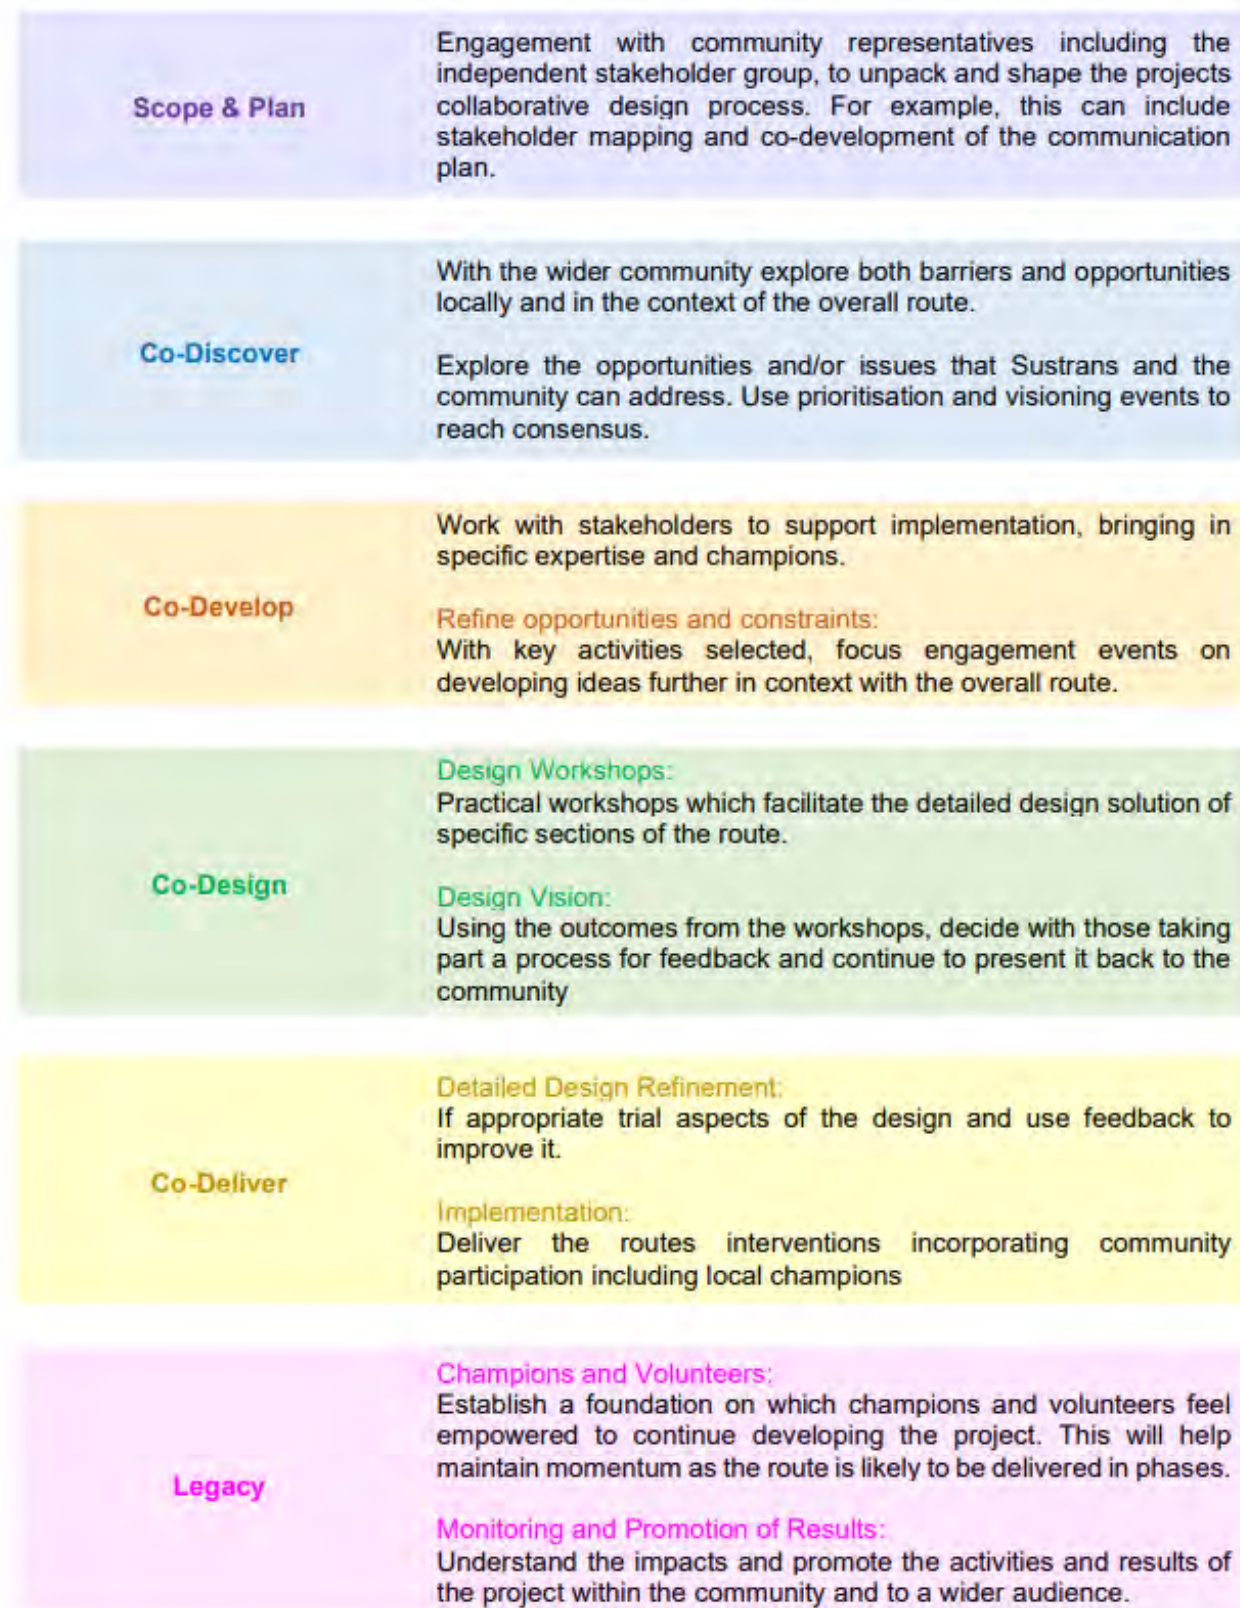 Scope & Plan
Engagement with community representatives including the
independent stakeholder group, to unpack and shape the projects
collaborative design process. For example, this can include
stakeholder mapping and co-development of the communication
plan.
Co-Discover
With the wider community explore both barriers and opportunities
locally and in the context of the overall route.
Explore the opportunities and/or issues that Sustrans and the
community can address. Use prioritisation and visioning events to
reach consensus.
Co-Develop
Work with stakeholders to support implementation, bringing in
specific expertise and champions.
Refine opportunities and constraints:
With key activities selected, focus engagement events on
developing ideas further in context with the overall route.
Co-Design
Design Workshops:
Practical workshops which facilitate the detailed design solution of
specific sections of the route.
Design Vision:
Using the outcomes from the workshops, decide with those taking
part a process for feedback and continue to present it back to the
community
Co-Deliver
Detailed Design Refinement:
If appropriate trial aspects of the design and use feedback to
improve it.
Implementation:
Deliver the routes interventions incorporating community
participation including local champions
Legacy
Champions and Volunteers:
Establish a foundation on which champions and volunteers feel
empowered to continue developing the project. This will help
maintain momentum as the route is likely to be delivered in phases.
Monitoring and Promotion of Results:
Understand the impacts and promote the activities and results of
the project within the community and to a wider audience.